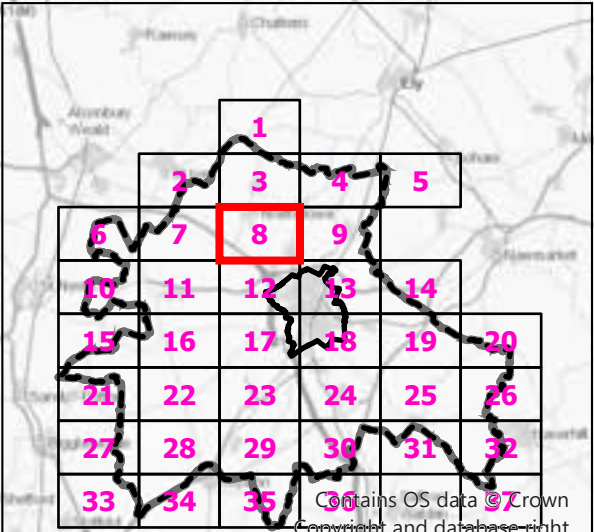 Chatteris
Ramsey
Ely
1
2 3 4 5
6 7 8 9
10 11 12 13 14
15 16 17 18 19 20
21 22 23 24 25 26
27 28 29 30 31 32
33 34 35 37
Newmarket
Contains OS data © Crown
Copyright and database right